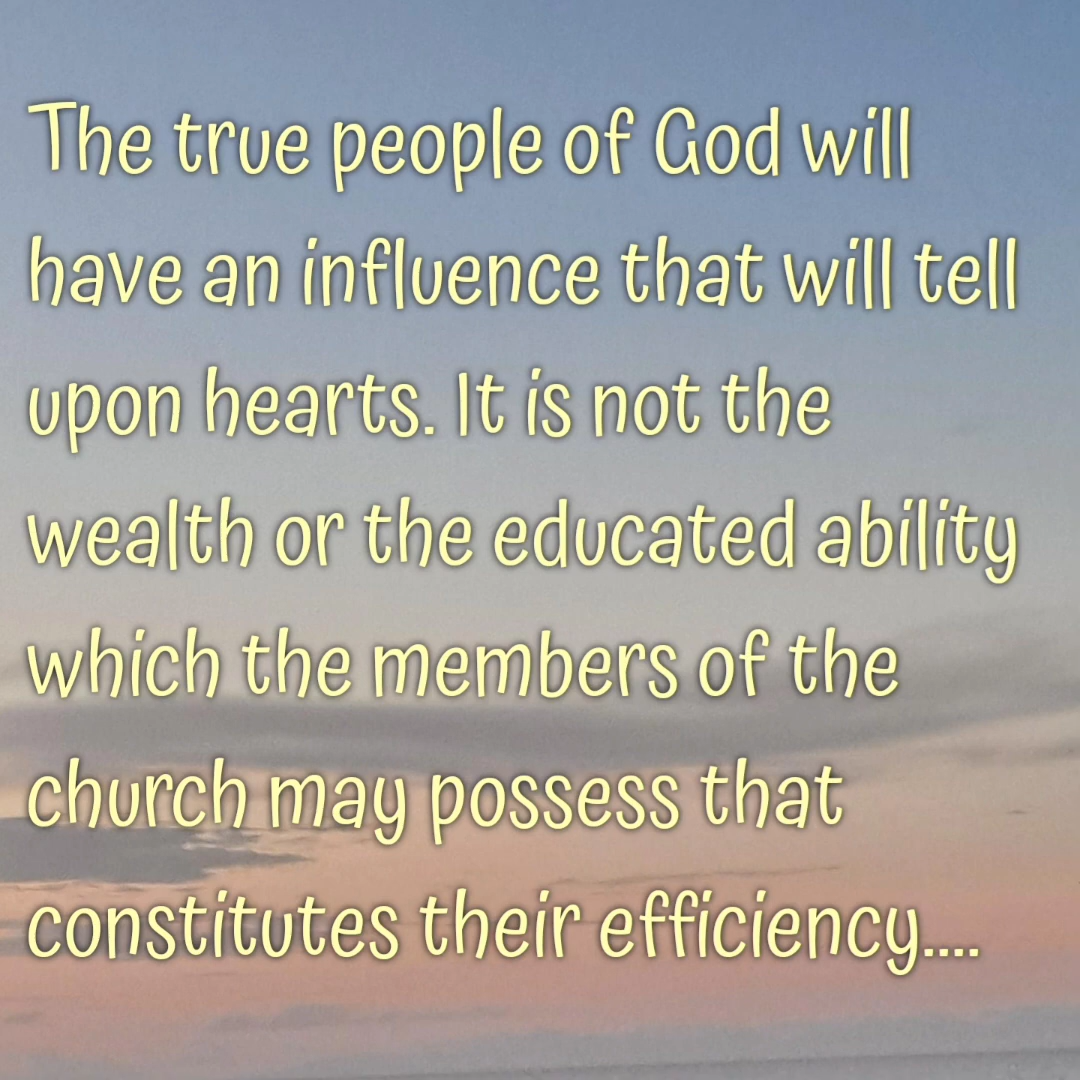 The true people of God will
have an influence that will tell
upon hearts. It is not the
wealth or the educated ability
which the members of the
church may possess that
constitutes their efficiency....